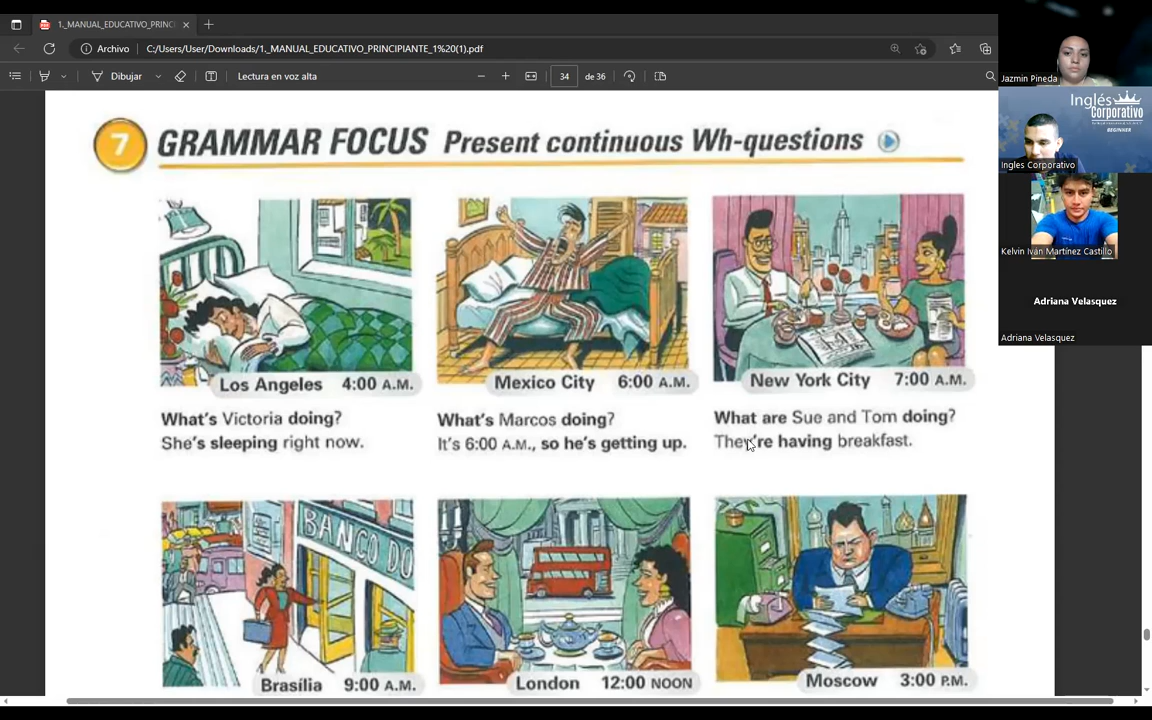 1._MANUAL_EDUCATIVO_PRINC
Archivo
C:/Users/User/Downloads/1._MANUAL_EDUCATIVO_PRINCIPIANTE_1%20(1).pdf
Dibujar
Lectura en voz alta
34
de 36
7
GRAMMAR FOCUS Present continuous Wh-questions
Los Angeles 4:00 A.M.
Mexico City 6:00 A.M.
New York City 7:00 A.M.
What's Victoria doing?
She's sleeping right now.
What's Marcos doing?
It's 6:00 A.M., so he's getting up.
What are Sue and Tom doing?
They're having breakfast.
BANCO DO
Brasília 9:00 A.M.
London 12:00 NOON
Moscow 3:00 P.M.
Jazmin Pineda
Inglés
Corporativo
BEGINNER
Ingles Corporativo
Kelvin Ivan Martínez Castillo
Adriana Velasquez
Adriana Velasquez